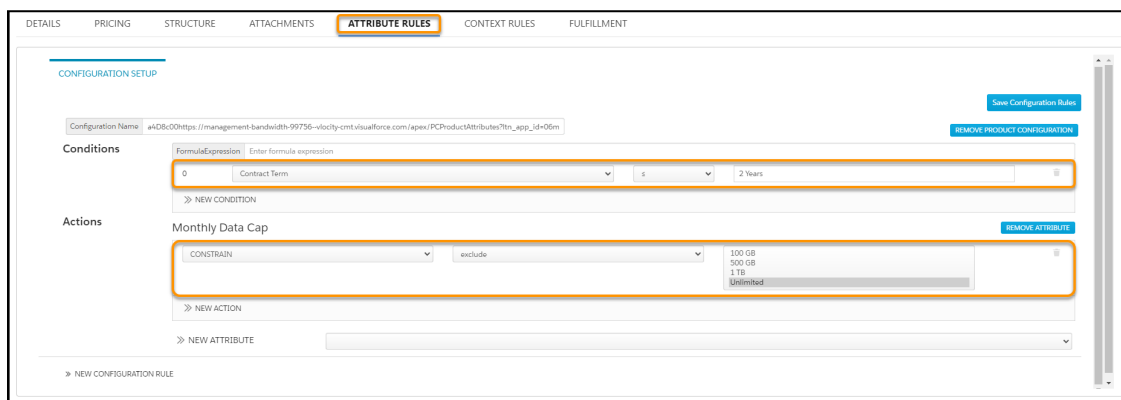 DETAILS PRICING STRUCTURE ATTACHMENTS ATTRIBUTE RULES CONTEXT RULES FULFILLMENT
CONFIGURATION SETUP
Save Configuration Rules
Configuration Name a4D8c00https://management-bandwidth-99756--vlocity-cmt.visualforce.com/apex/PCProductAttributes?ltn_app_id=06m
REMOVE PRODUCT CONFIGURATION
Conditions
FormulaExpression Enter formula expression
0 Contract Term ≤ 2 Years
NEW CONDITION
Actions
Monthly Data Cap
REMOVE ATTRIBUTE
CONSTRAIN exclude 100 GB
500 GB
1 TB
Unlimited
NEW ACTION
NEW ATTRIBUTE
NEW CONFIGURATION RULE